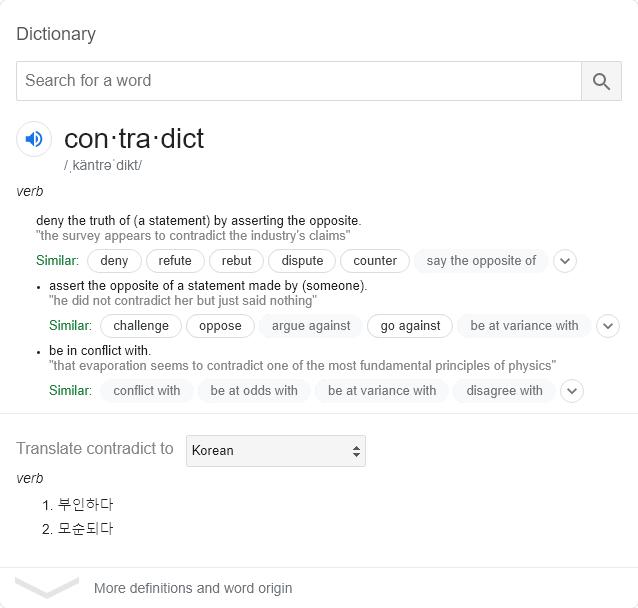 Dictionary
Search for a word
con·tra·dict
/ˌkäntrəˈdikt/
verb
deny the truth of (a statement) by asserting the opposite.
"the survey appears to contradict the industry's claims"
Similar: deny refute rebut dispute counter say the opposite of
• assert the opposite of a statement made by (someone).
"he did not contradict her but just said nothing"
Similar: challenge oppose argue against go against be at variance with
• be in conflict with.
"that evaporation seems to contradict one of the most fundamental principles of physics"
Similar: conflict with be at odds with be at variance with disagree with
Translate contradict to Korean
verb
1. 부인하다
2. 모순되다
More definitions and word origin